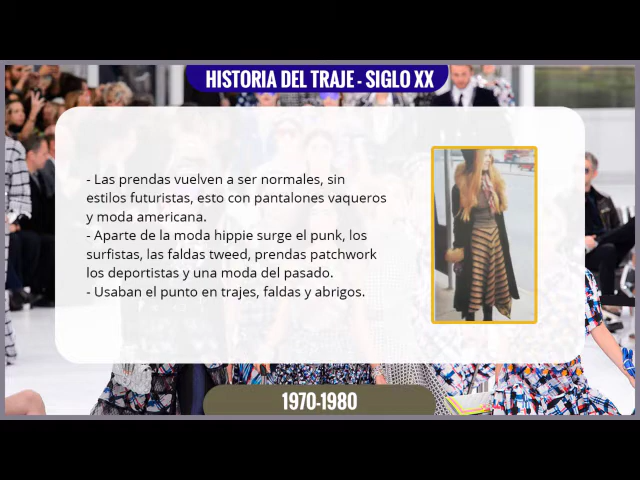 HISTORIA DEL TRAJE - SIGLO XX
- Las prendas vuelven a ser normales, sin
estilos futuristas, esto con pantalones vaqueros
y moda americana.
- Aparte de la moda hippie surge el punk, los
surfistas, las faldas tweed, prendas patchwork
los deportistas y una moda del pasado.
- Usaban el punto en trajes, faldas y abrigos.
1970-1980